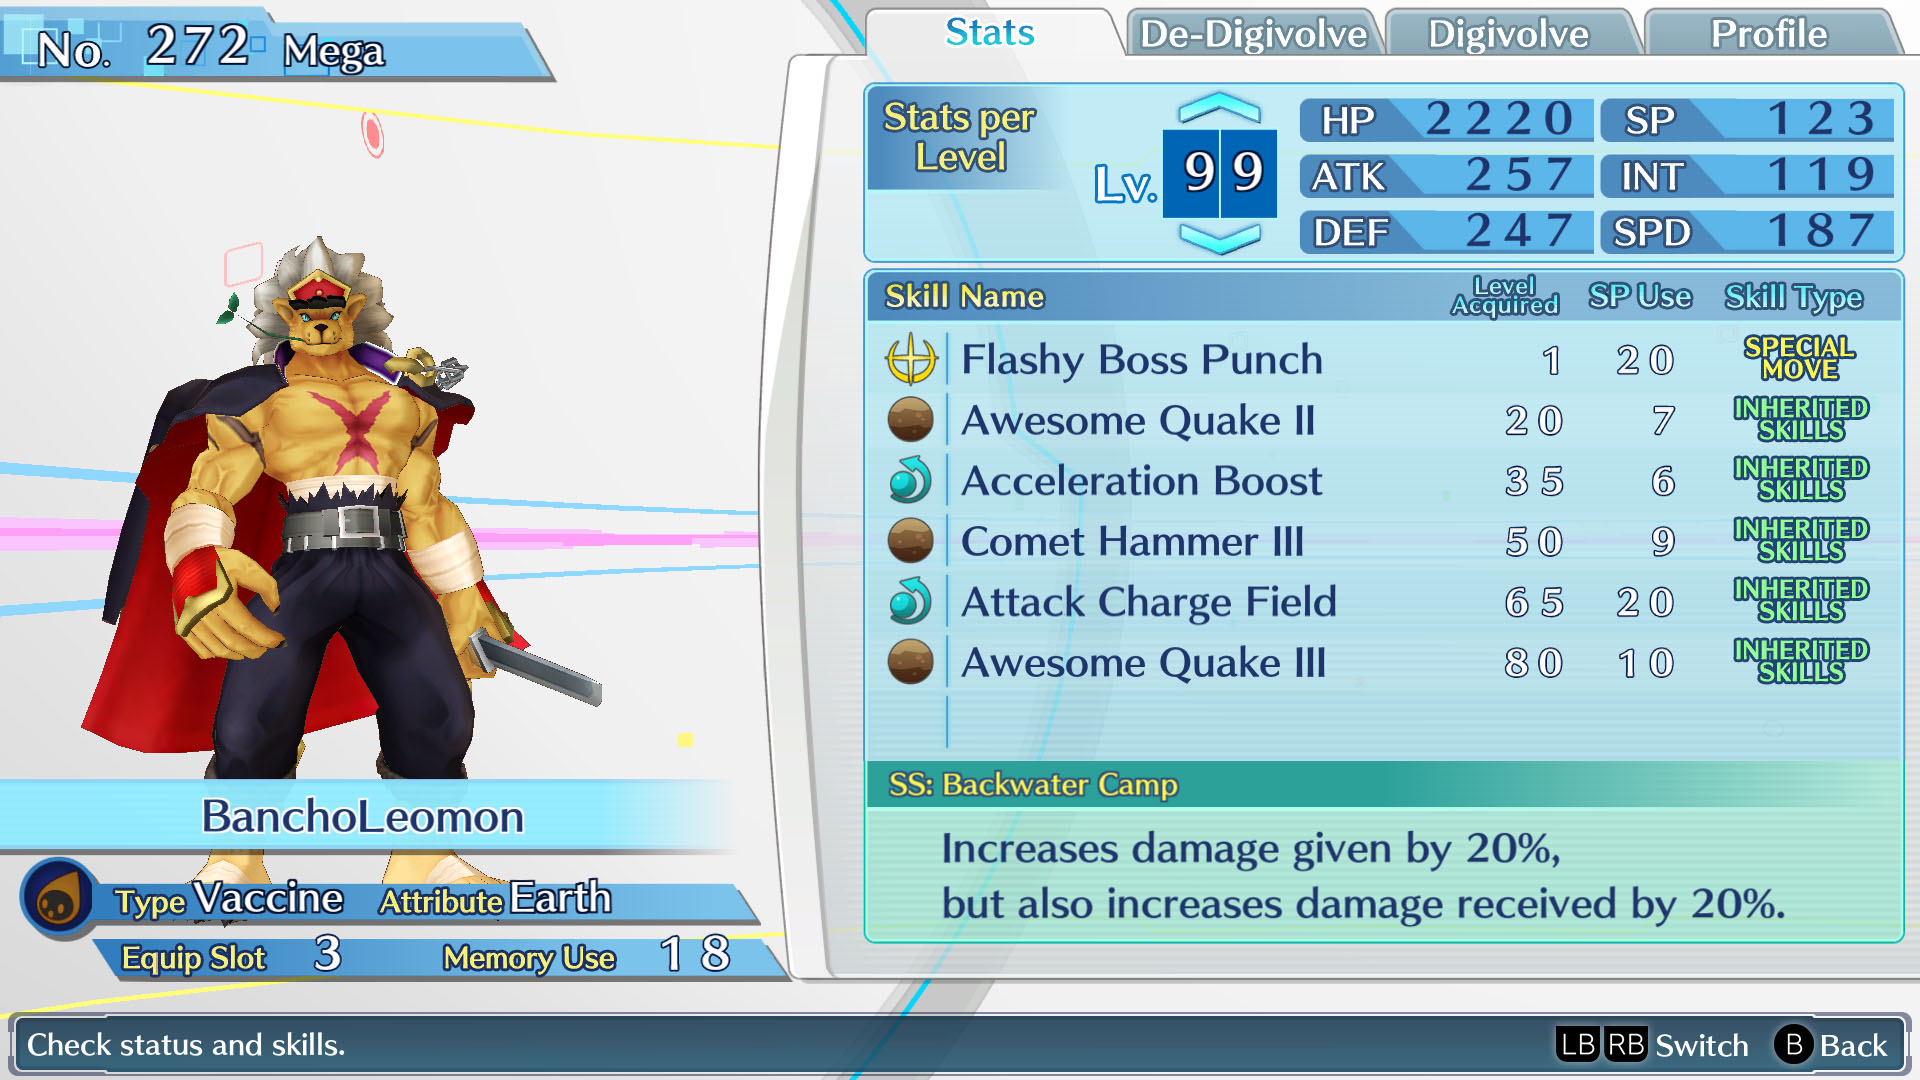 No. 272 Mega
Stats
De-Digivolve
Digivolve
Profile
Stats per
Level
Lv. 99
HP 2220
SP 123
ATK 257
INT 119
DEF 247
SPD 187
Skill Name
Level
Acquired
SP Use
Skill Type
Flashy Boss Punch 1 20 SPECIAL
MOVE
Awesome Quake II 20 7 INHERITED
SKILLS
Acceleration Boost 35 6 INHERITED
SKILLS
Comet Hammer III 50 9 INHERITED
SKILLS
Attack Charge Field 65 20 INHERITED
SKILLS
Awesome Quake III 80 10 INHERITED
SKILLS
SS: Backwater Camp
Increases damage given by 20%,
but also increases damage received by 20%.
BanchoLeomon
Type Vaccine Attribute Earth
Equip Slot 3 Memory Use 18
Check status and skills.
LB RB Switch B Back